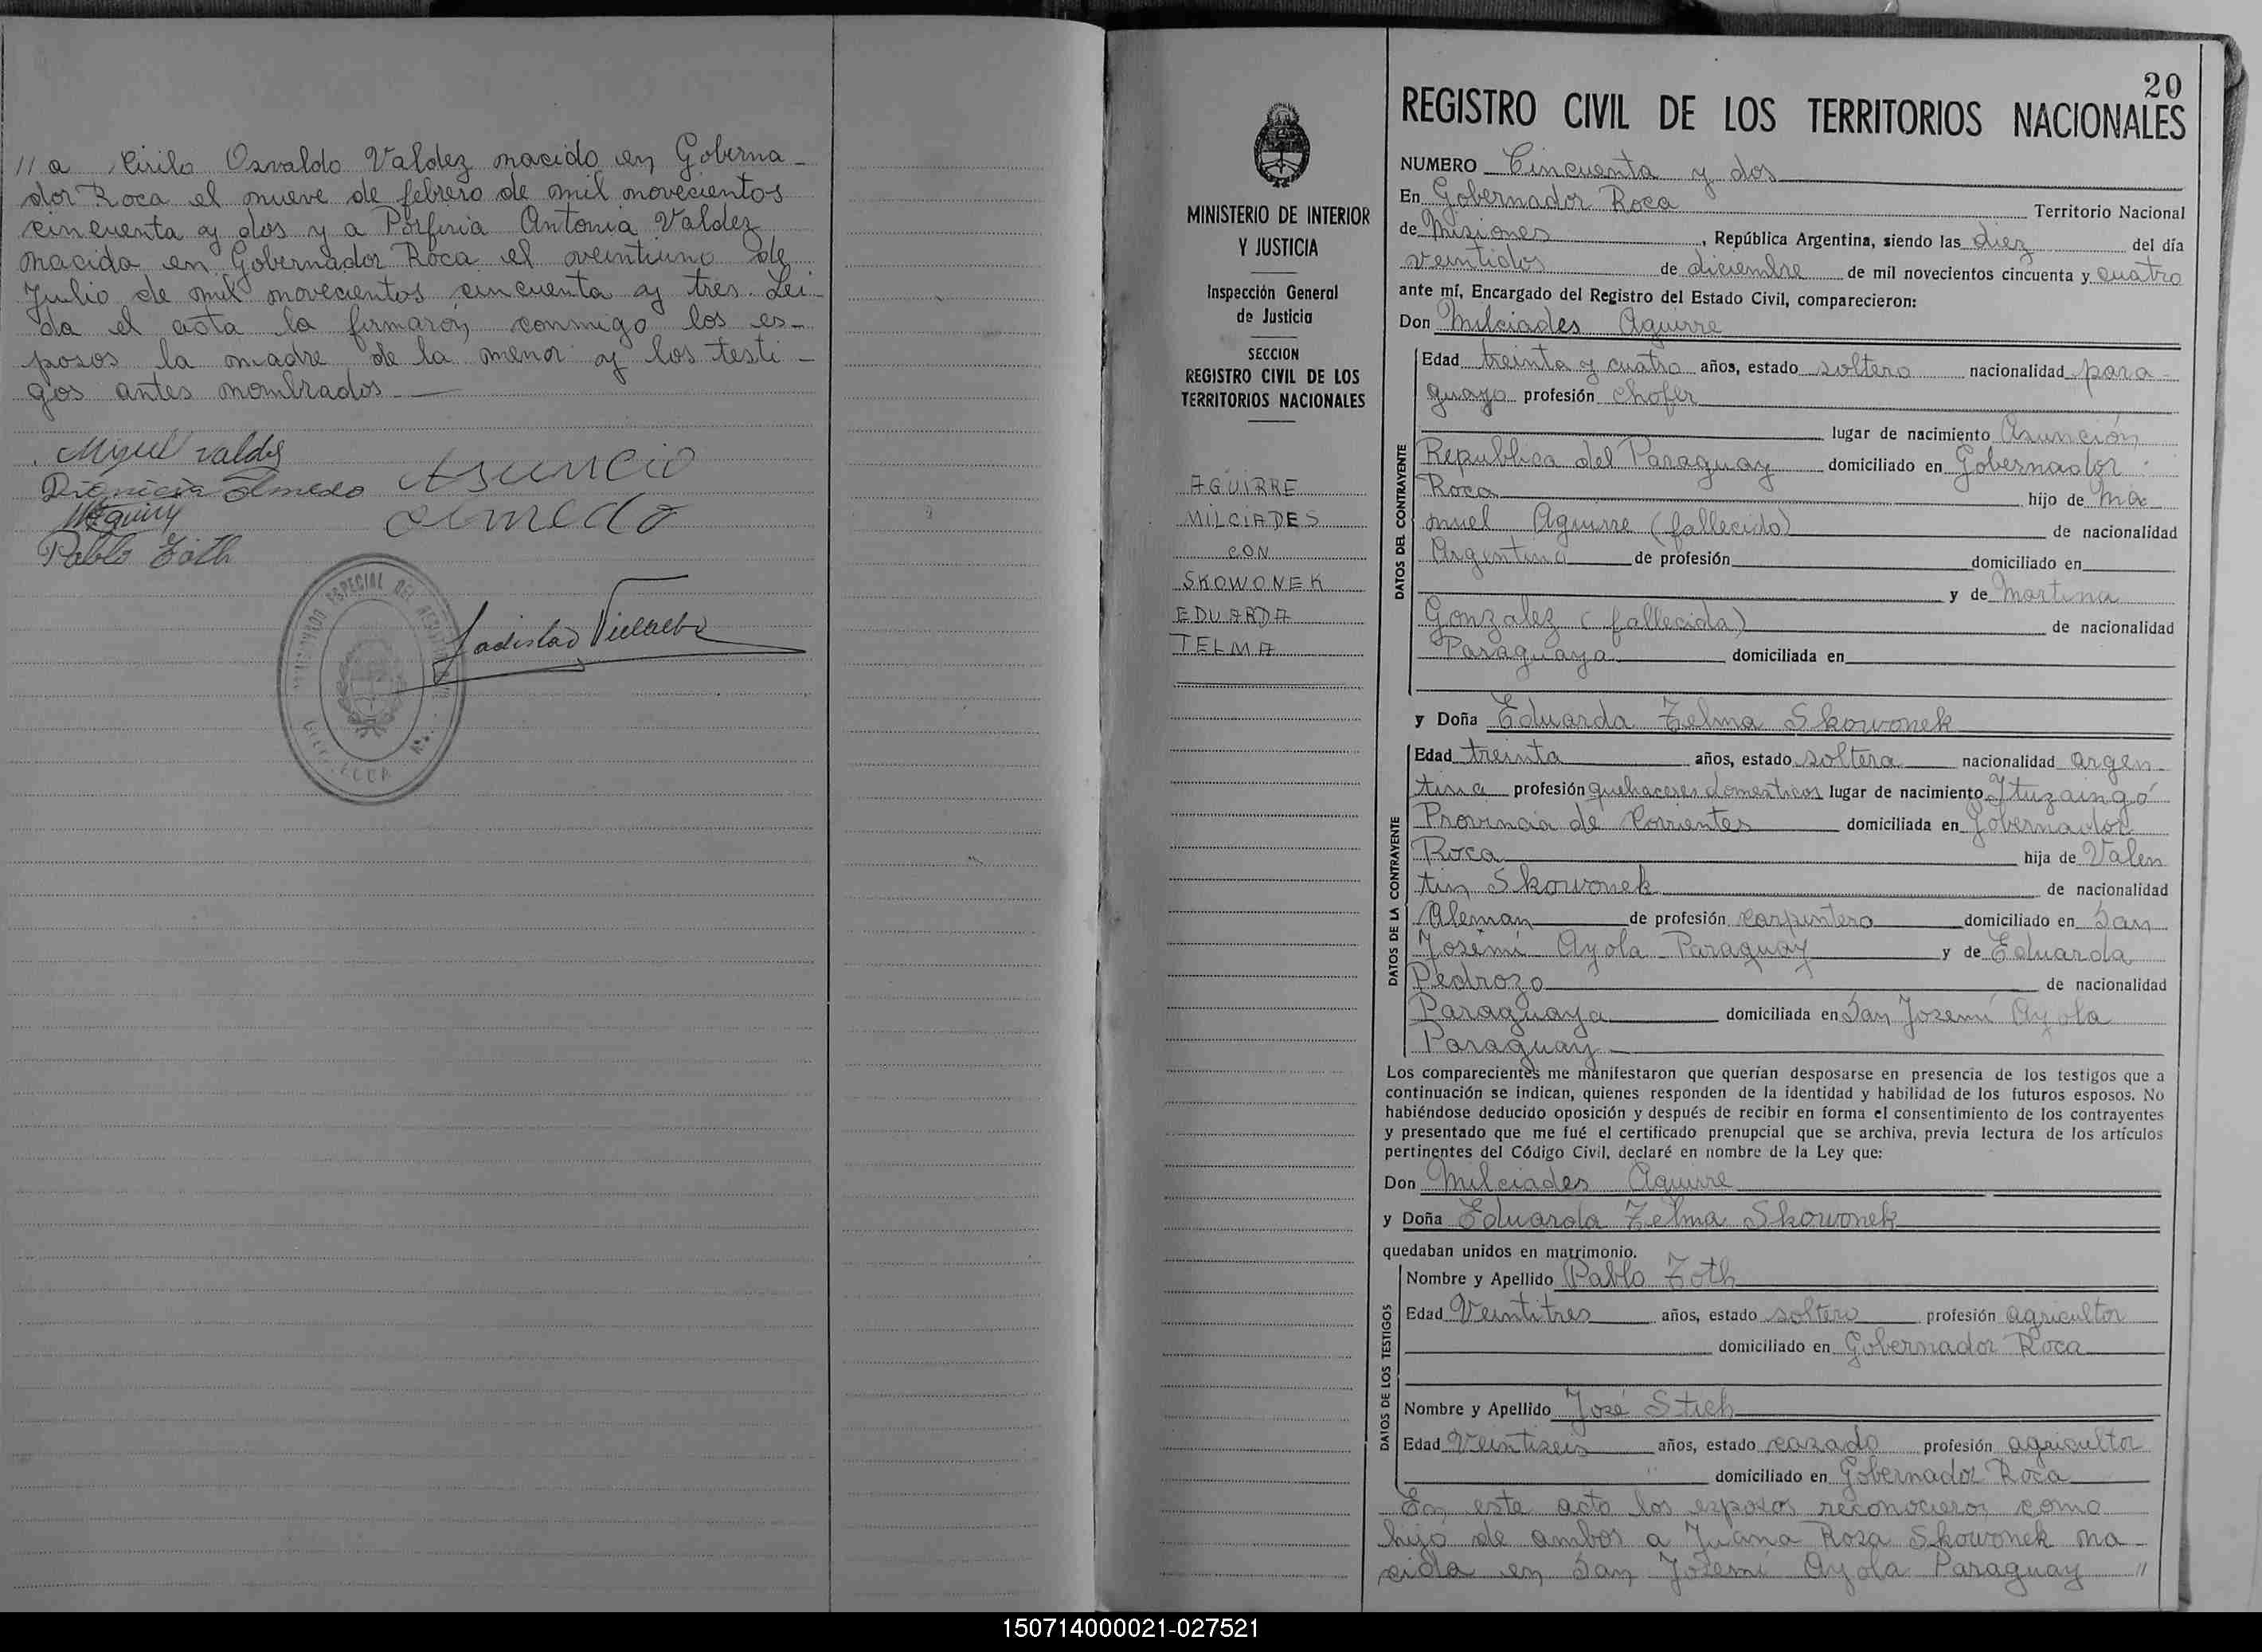 // a Cirilo Osvaldo Valdez nacido en Goberna-
dor Roca el nueve de febrero de mil novecientos
cincuenta y dos y a Porfiria Antonia Valdez
nacida en Gobernador Roca el veintiuno de
Julio de mil novecientos cincuenta y tres Lei-
da el acta la firmaron, conmigo los es-
posos la madre de la menor y los testi-
gos antes nombrados
Miguel Valdez
Dionicia Olmedo
Asuncio
olmedo
Pablo Zoth
ESPECIAL DEL
Ladislao Villalba
20
REGISTRO CIVIL DE LOS TERRITORIOS NACIONALES
MINISTERIO DE INTERIOR
Y JUSTICIA
Inspección General
de Justicia
SECCION
REGISTRO CIVIL DE LOS
TERRITORIOS NACIONALES
AGUIRRE
MILCIADES
CON
SKOWONEK
EDUARDA
TELMA
NUMERO Cincuenta y dos
En Gobernador Roca Territorio Nacional
de Misiones, República Argentina, siendo las diez del día
veintidos de diciembre de mil novecientos cincuenta y cuatro
ante mí, Encargado del Registro del Estado Civil, comparecieron:
Don Milciades Aguirre
DATOS DEL CONTRAYENTE
Edad treinta y cuatro años, estado soltero nacionalidad para-
guayo profesión chofer
lugar de nacimiento Asunción
Republica del Paraguay domiciliado en Gobernador
Roca hijo de Ma
nuel Aguirre (fallecido) de nacionalidad
Argentina de profesión domiciliado en
y de Martina
Gonzalez (fallecida) de nacionalidad
Paraguaya domiciliada en
y Doña Eduarda Telma Skowonek
DATOS DE LA CONTRAYENTE
Edad treinta años, estado soltera nacionalidad argen-
tina profesión quehaceres domesticos lugar de nacimiento Ituzaingó
Provincia de Corrientes domiciliada en Gobernador
Roca hija de Valen
tin Skowonek de nacionalidad
Aleman de profesión carpintero domiciliado en San
Josemí Ayola Paraguay y de Eduarda
Pedrozo de nacionalidad
Paraguaya domiciliada en San Josemí Ayola
Paraguay
Los comparecientes me manifestaron que querían desposarse en presencia de los testigos que a
continuación se indican, quienes responden de la identidad y habilidad de los futuros esposos. No
habiéndose deducido oposición y después de recibir en forma el consentimiento de los contrayentes
y presentado que me fué el certificado prenupcial que se archiva, previa lectura de los artículos
pertinentes del Código Civil, declaré en nombre de la Ley que:
Don Milciades Aguirre
y Doña Eduarda Telma Skowonek
quedaban unidos en matrimonio.
DATOS DE LOS TESTIGOS
Nombre y Apellido Pablo Zoth
Edad Veintitres años, estado soltero profesión agricultor
domiciliado en Gobernador Roca
Nombre y Apellido José Stich
Edad Veintiseis años, estado casado profesión agricultor
domiciliado en Gobernador Roca
En este acto los esposos reconocieron como
hijo de ambos a Juana Rosa Skowonek na-
cida en San Josemí Ayola Paraguay //
150714000021-027521